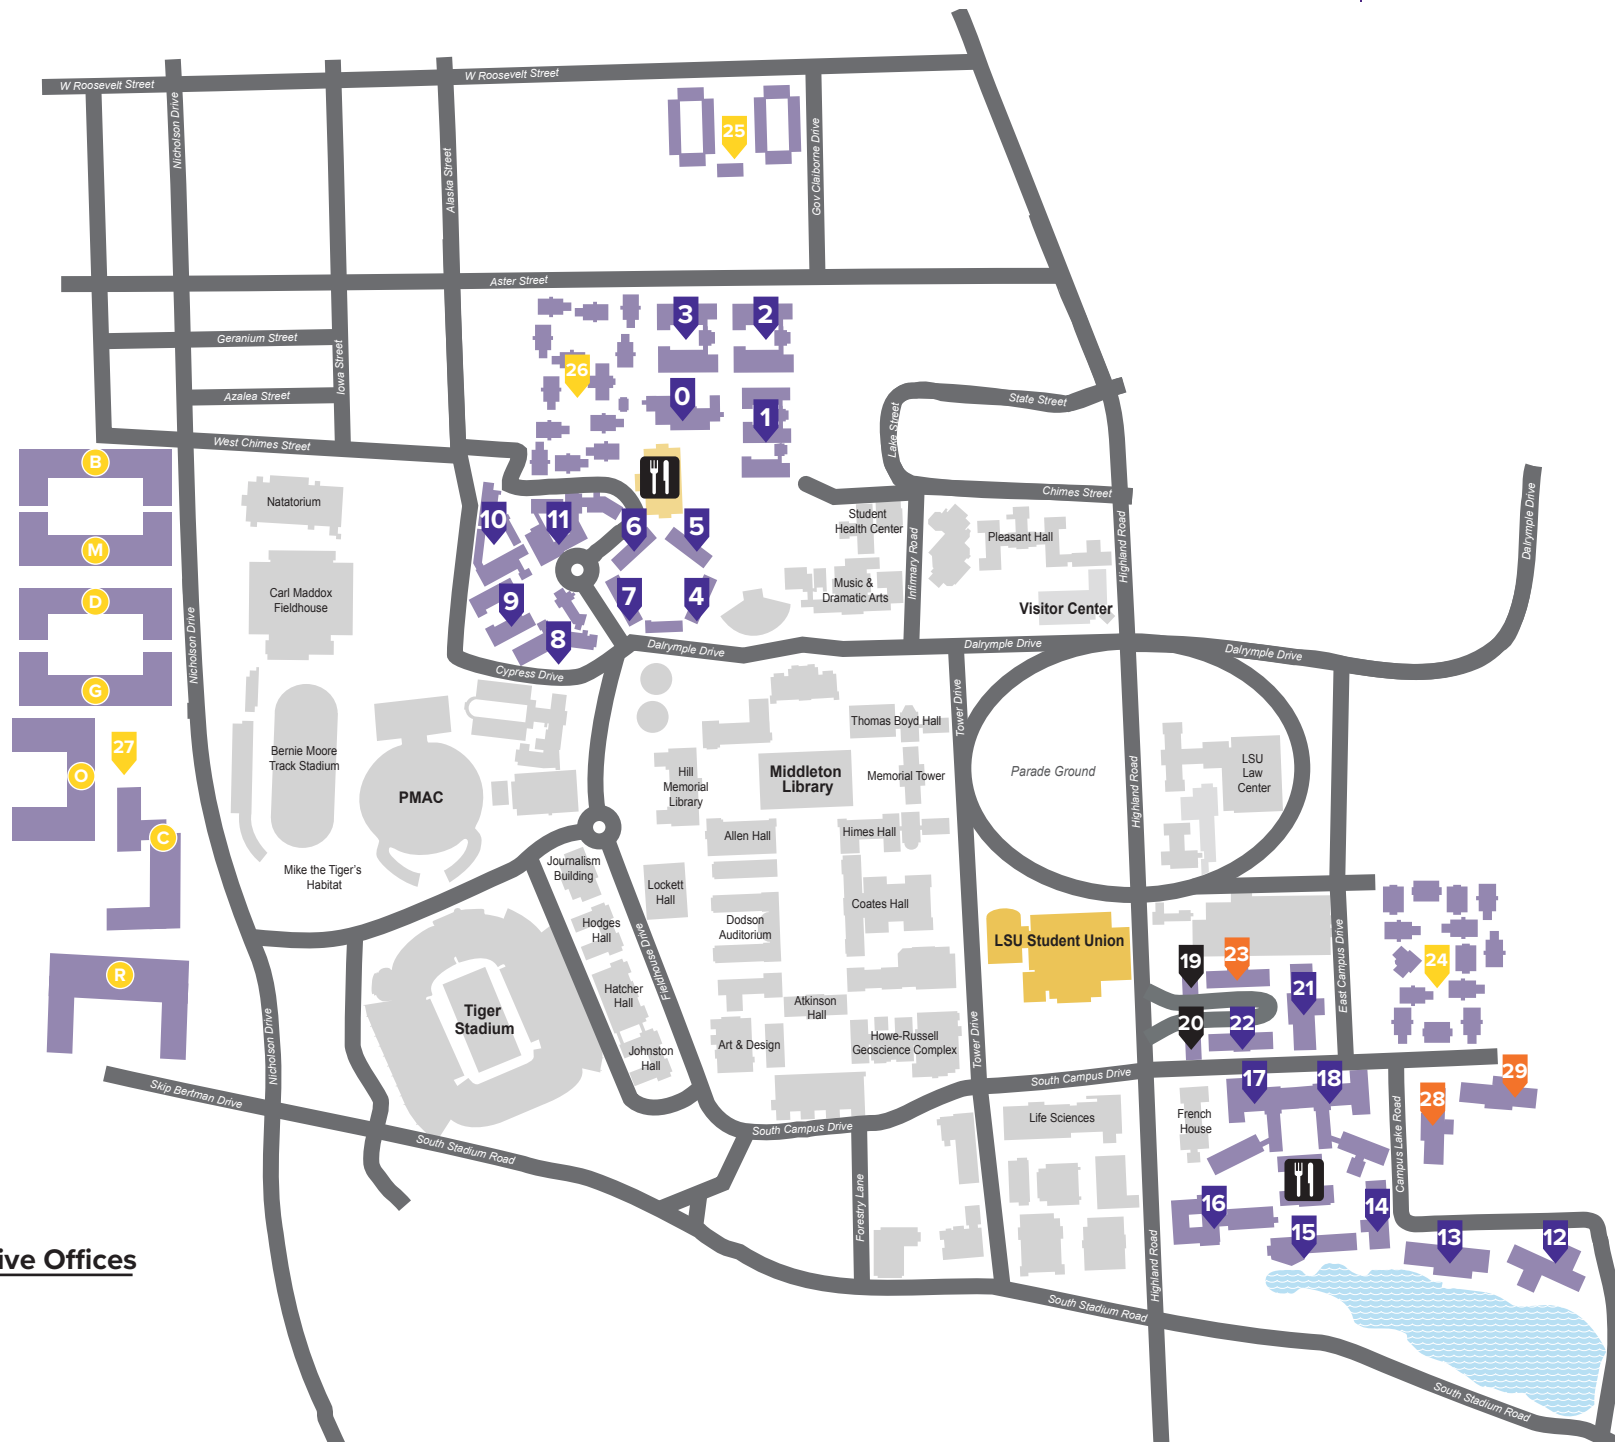 W Roosevelt Street
W Roosevelt Street
Nicholson Drive
Alaska Street
Gov Claiborne Drive
25
Aster Street
Geranium Street
Iowa Street
Azalea Street
West Chimes Street
3
2
26
0
1
State Street
Lake Street
Chimes Street
B
M
D
G
O
27
C
R
Natatorium
Carl Maddox
Fieldhouse
10
11
6
5
9
7
4
8
Cypress Drive
Dalrymple Drive
Student
Health Center
Infirmary Road
Pleasant Hall
Music &
Dramatic Arts
Visitor Center
Highland Road
Dalrymple Drive
Dalrymple Drive
Dalrymple Drive
Nicholson Drive
Bernie Moore
Track Stadium
PMAC
Mike the Tiger's
Habitat
Thomas Boyd Hall
Tower Drive
Hill
Memorial
Library
Middleton
Library
Memorial Tower
Parade Ground
Highland Road
LSU
Law
Center
Allen Hall
Himes Hall
Journalism
Building
Lockett
Hall
Hodges
Hall
Fieldhouse Drive
Dodson
Auditorium
Coates Hall
LSU Student Union
Hatcher
Hall
Atkinson
Hall
Tiger
Stadium
Johnston
Hall
Art & Design
Howe-Russell
Geoscience Complex
Tower Drive
19
23
21
20
22
East Campus Drive
24
Nicholson Drive
Skip Bertman Drive
South Stadium Road
South Campus Drive
South Campus Drive
Life Sciences
French
House
17
18
28
29
Campus Lake Road
Forestry Lane
Highland Road
16
15
14
13
12
South Stadium Road
South Stadium Road
ive Offices